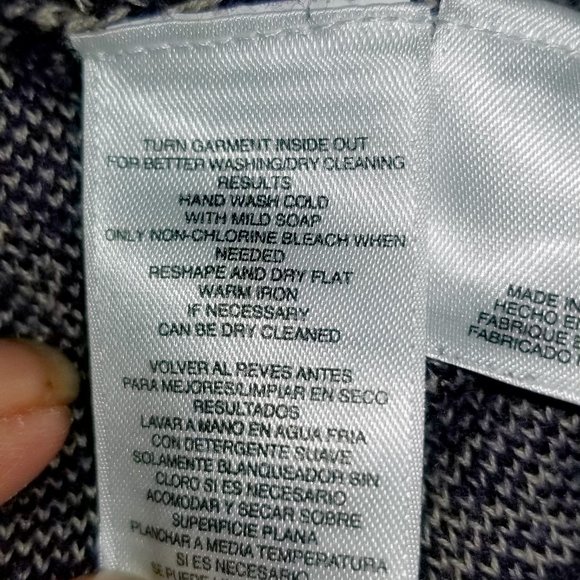 TURN GARMENT INSIDE OUT
FOR BETTER WASHING/DRY CLEANING
RESULTS
HAND WASH COLD
WITH MILD SOAP
ONLY NON-CHLORINE BLEACH WHEN
NEEDED
RESHAPE AND DRY FLAT
WARM IRON
IF NECESSARY
CAN BE DRY CLEANED
VOLVER AL REVES ANTES
PARA MEJORES/LIMPIAR EN SECO
RESULTADOS
LAVAR A MANO EN AGUA FRIA
CON DETERGENTE SUAVE
SOLAMENTE BLANQUEADOR SIN
CLORO SI ES NECESARIO
ACOMODAR Y SECAR SOBRE
SUPERFICIE PLANA
PLANCHAR A MEDIA TEMPERATURA
SI ES NECESARIO
SE PUEDE
MADE IN
HECHO E
FABRIQUE E
FABRICADO